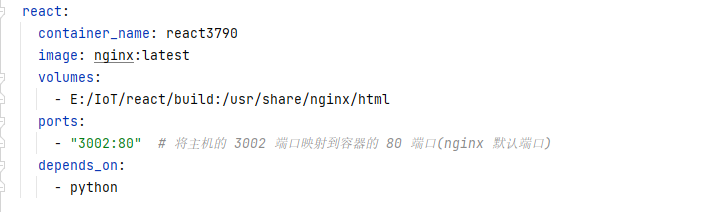 react:
container_name: react3790
image: nginx:latest
volumes:
- E:/IoT/react/build:/usr/share/nginx/html
ports:
- "3002:80"  # 将主机的 3002 端口映射到容器的 80 端口(nginx 默认端口)
depends_on:
- python